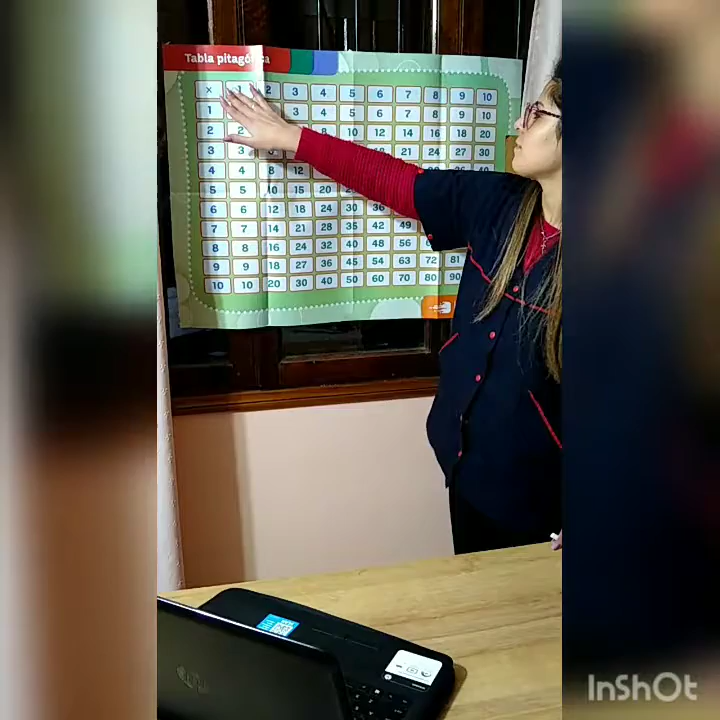 Tabla pitagó
× 1 2 3 4 5 6 7 8 9 10
1 3 4 5 6 7 8 9 10
2 2 8 10 12 14 16 18 20
3 3 21 24 27 30
4 4 8 12 40
5 5 10 15 20
6 6 12 18 24 30 36
7 7 14 21 28 35 42 49
8 8 16 24 32 40 48 56
9 9 18 27 36 45 54 63 72 81
10 10 20 30 40 50 60 70 80 90
InShOt